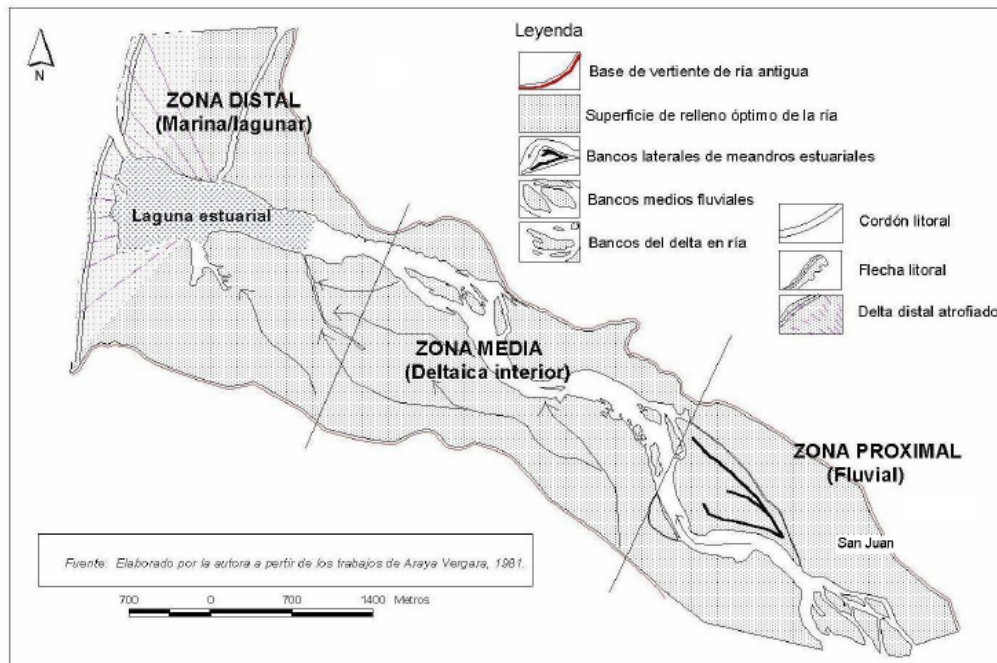 N
ZONA DISTAL
(Marina/lagunar)
Laguna estuarial
ZONA MEDIA
(Deltaica interior)
ZONA PROXIMAL
(Fluvial)
San Juan
Leyenda
Base de vertiente de ría antigua
Superficie de relleno óptimo de la ría
Bancos laterales de meandros estuariales
Bancos medios fluviales
Bancos del delta en ría
Cordón litoral
Flecha litoral
Delta distal atrofiado
Fuente: Elaborado por la autora a partir de los trabajos de Araya Vergara, 1981.
700 0 700 1400 Metros